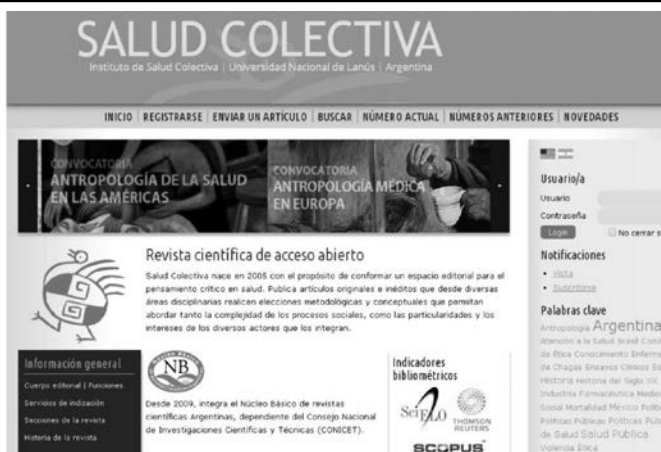 SALUD COLECTIVA
Instituto de Salud Colectiva | Universidad Nacional de Lanús | Argentina
INICIO | REGISTRARSE | ENVIAR UN ARTÍCULO | BUSCAR | NÚMERO ACTUAL | NÚMEROS ANTERIORES | NOVEDADES
CONVOCATORIA
ANTROPOLOGÍA DE LA SALUD
EN LAS AMÉRICAS
CONVOCATORIA
ANTROPOLOGÍA MÉDICA
EN EUROPA
Revista científica de acceso abierto
Salud Colectiva nace en 2005 con el propósito de conformar un espacio editorial para el
pensamiento crítico en salud. Publica artículos originales e inéditos que desde diversas
áreas disciplinarias realicen elecciones metodológicas y conceptuales que permitan
abordar tanto la complejidad de los procesos sociales, como las particularidades y los
intereses de los diversos actores que los integran.
Información general
Cuerpo editorial | Funciones
Servicios de indización
Secciones de la revista
Historia de la revista
NB
Desde 2009, integra el Núcleo Básico de revistas
científicas Argentinas, dependiente del Consejo Nacional
de Investigaciones Científicas y Técnicas (CONICET).
Indicadores
bibliométricos
SciELO
THOMSON
REUTERS
SCOPUS
Usuario/a
Usuario
Contraseña
Login
No cerrar s
Notificaciones
Vista
Suscribirse
Palabras clave
Antropología Argentina
Atención a la Salud Brasil Comit
de Ética Conocimiento Enferm
de Chagas Ensayos Clínicos Es
Historia Historia del Siglo XX
Industria Farmacéutica Medici
Social Mortalidad México Polít
Políticas Públicas Políticas Públ
de Salud Salud Pública
Violencia Ética